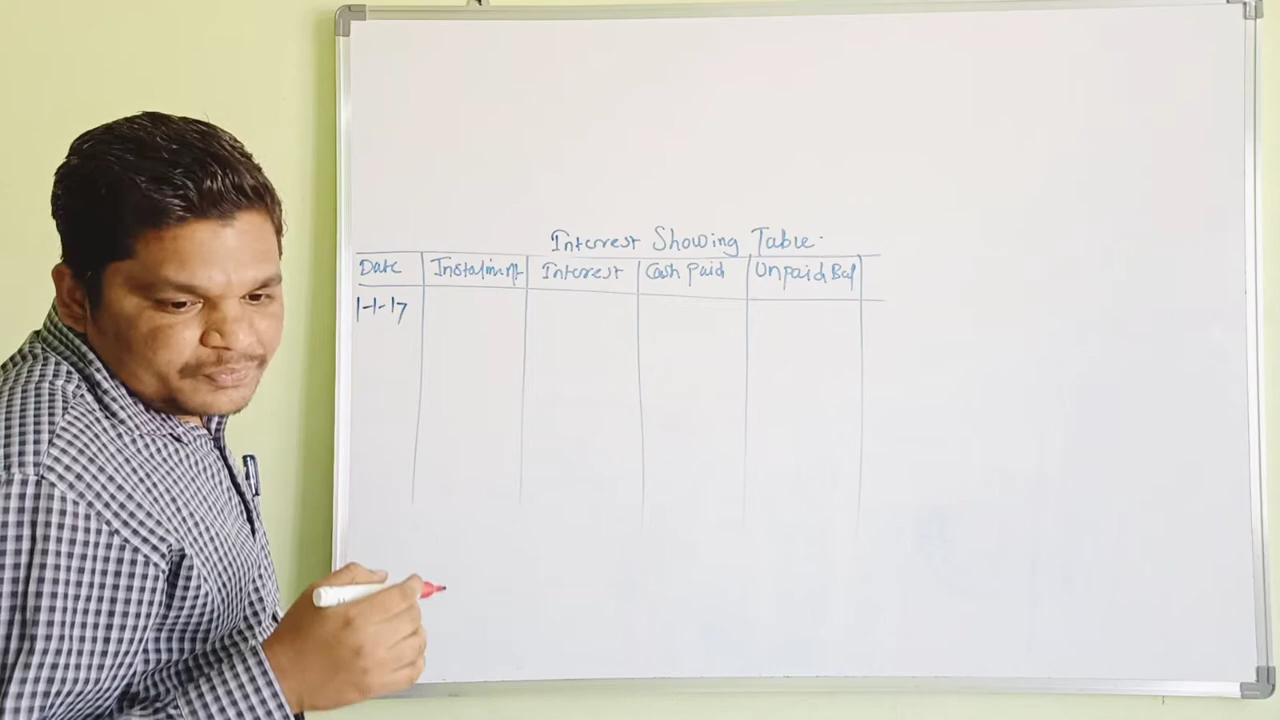 Interest Showing Table.
Date Instalment Interest Cash Paid Unpaid Bal
1-1-17